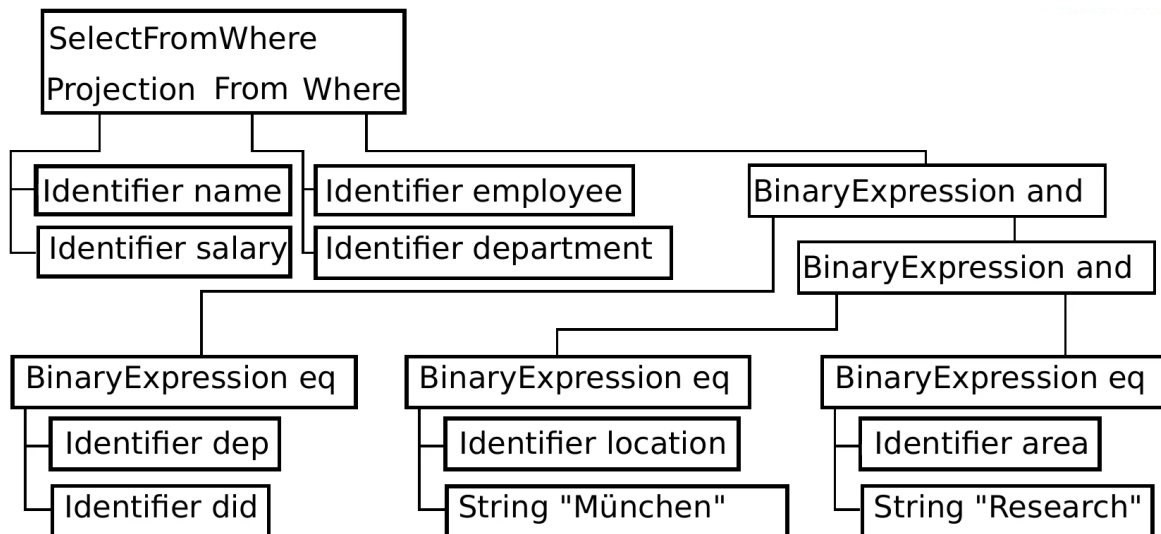 SelectFromWhere
Projection From Where
Identifier name
Identifier employee
BinaryExpression and
Identifier salary
Identifier department
BinaryExpression and
BinaryExpression eq
BinaryExpression eq
BinaryExpression eq
Identifier dep
Identifier location
Identifier area
Identifier did
String "München"
String "Research"